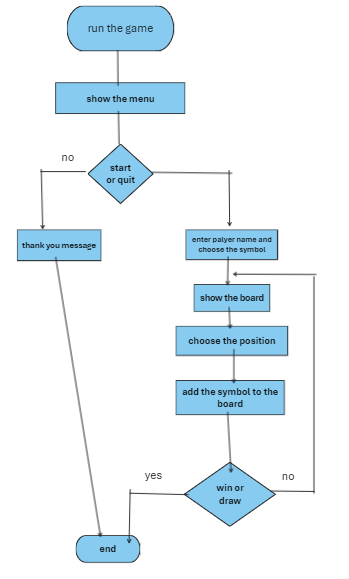 run the game
show the menu
no
start
or quit
thank you message
enter palyer name and
choose the symbol
show the board
choose the position
add the symbol to the
board
yes
win or
draw
no
end